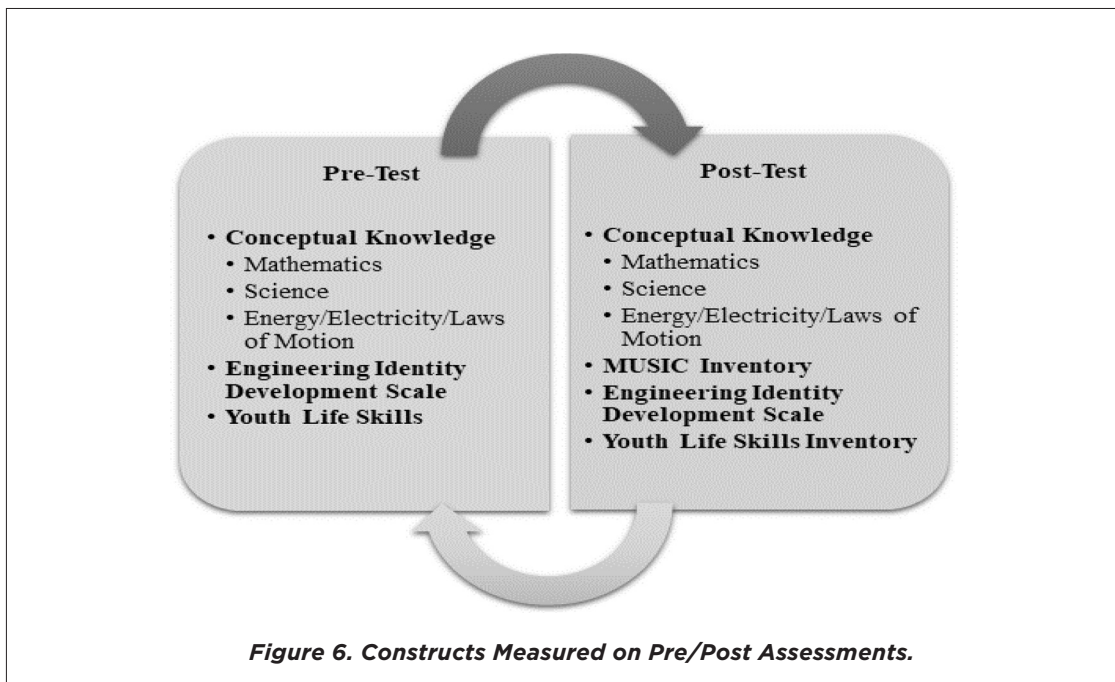 Pre-Test
• Conceptual Knowledge
• Mathematics
• Science
• Energy/Electricity/Laws
of Motion
• Engineering Identity
Development Scale
• Youth Life Skills
Post-Test
• Conceptual Knowledge
• Mathematics
• Science
• Energy/Electricity/Laws of
Motion
• MUSIC Inventory
• Engineering Identity
Development Scale
• Youth Life Skills Inventory
Figure 6. Constructs Measured on Pre/Post Assessments.